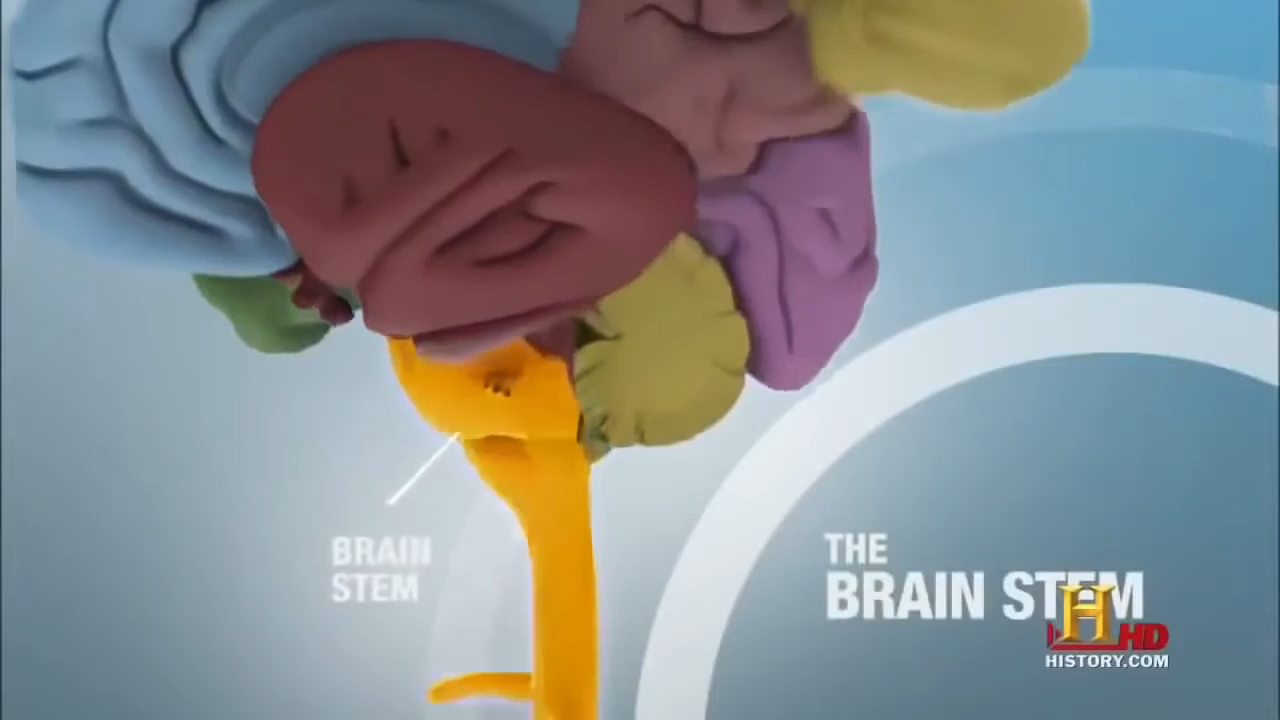 BRAIN
STEM
THE
BRAIN STEM
H HD
HISTORY.COM